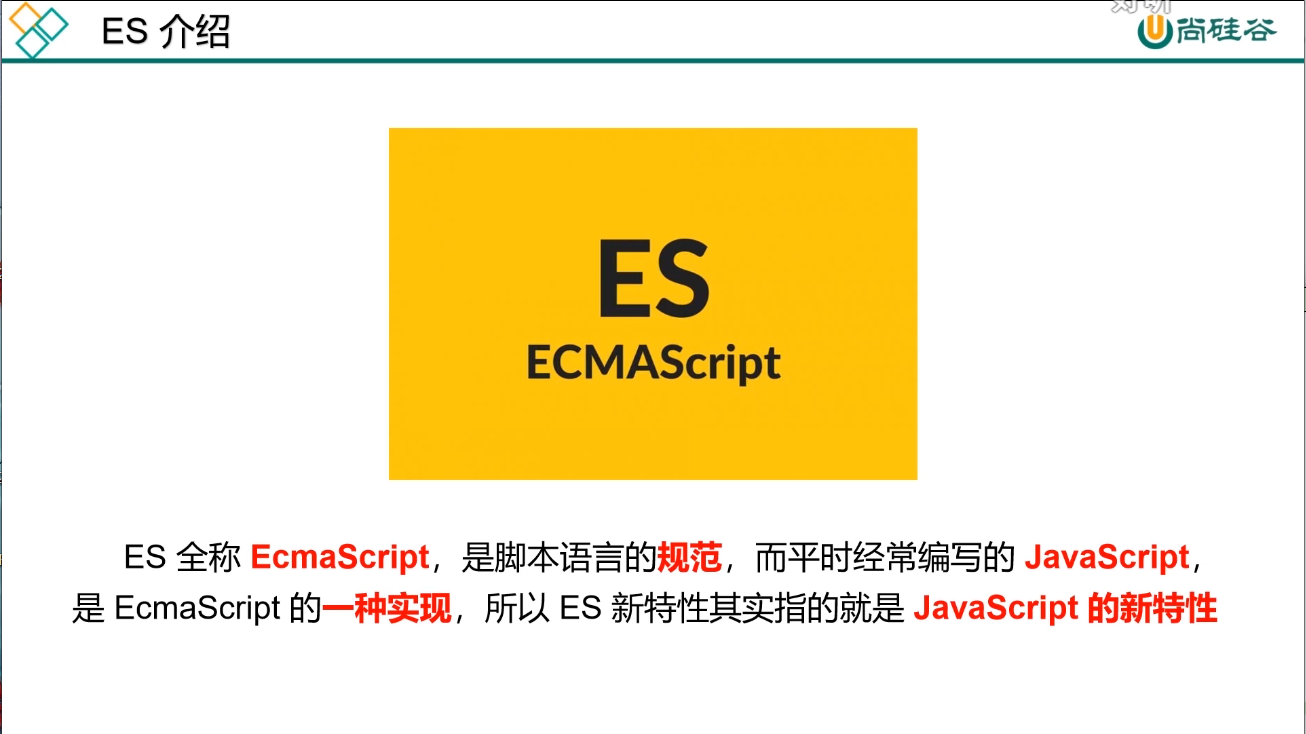 ES 介绍
尚硅谷
ES
ECMAScript
ES 全称 EcmaScript，是脚本语言的规范，而平时经常编写的 JavaScript，
是 EcmaScript 的一种实现，所以 ES 新特性其实指的就是 JavaScript 的新特性